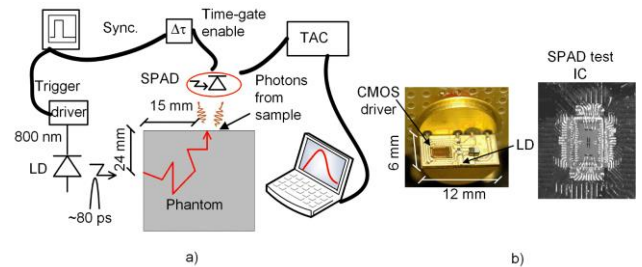 Sync.
Δτ
Time-gate
enable
TAC
Trigger
driver
SPAD
Photons
from
sample
15 mm
24 mm
800 nm
LD
~80 ps
Phantom
a)
CMOS
driver
LD
6 mm
12 mm
SPAD test
IC
b)